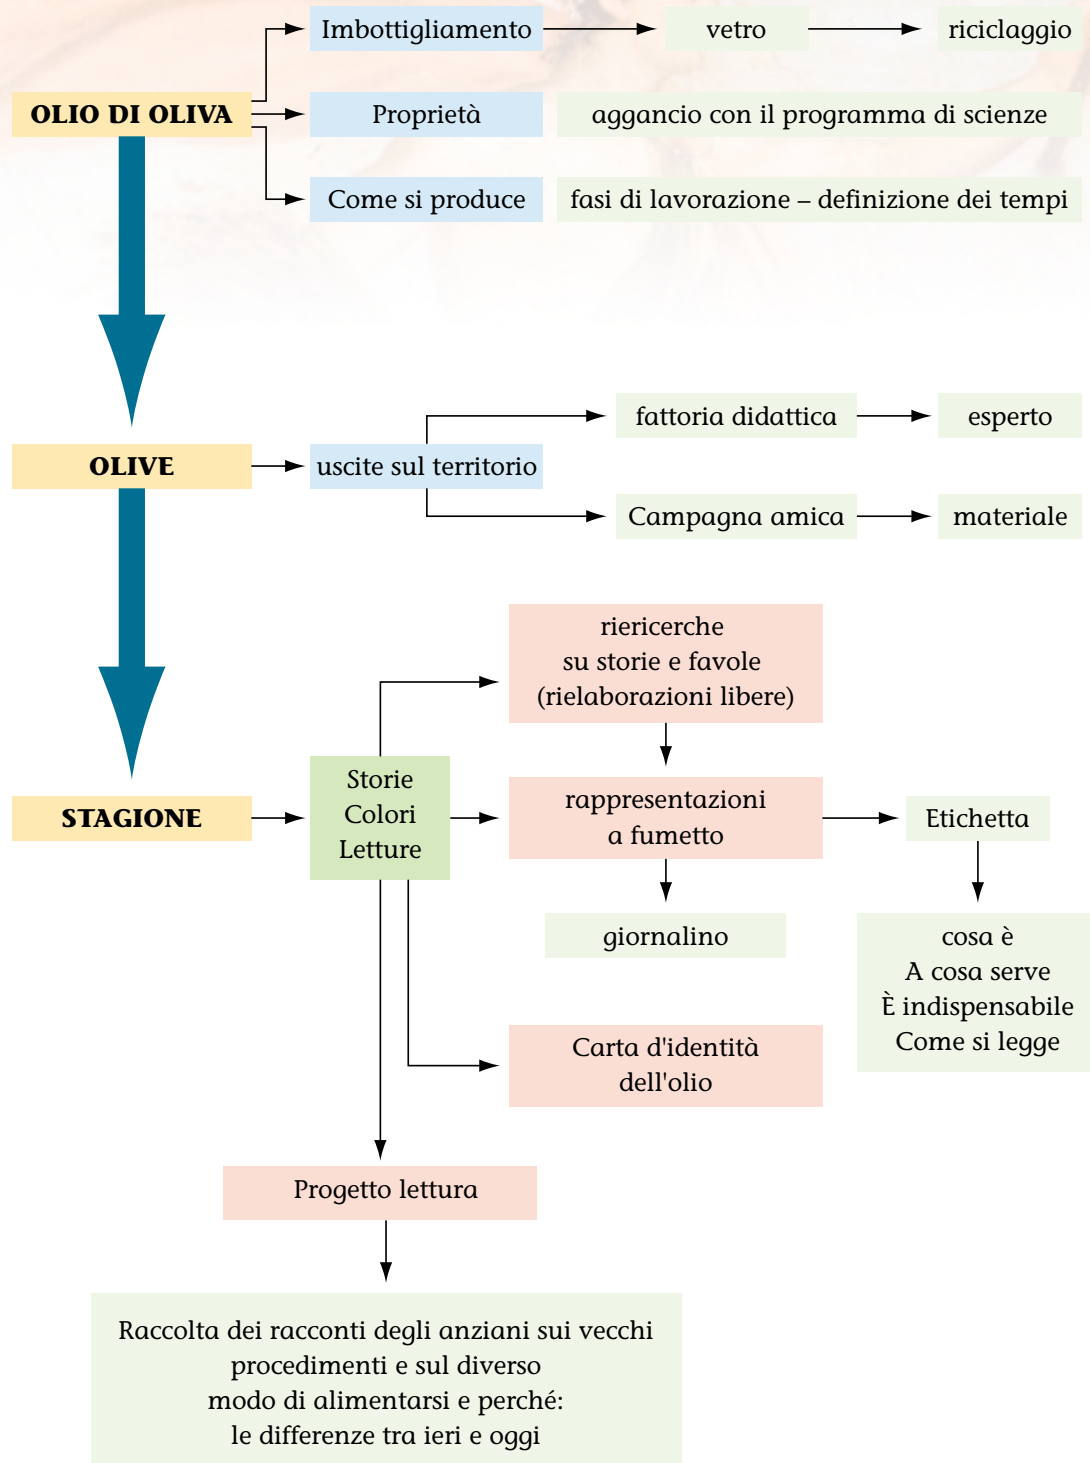 Imbottigliamento
vetro
riciclaggio
OLIO DI OLIVA
Proprietà
aggancio con il programma di scienze
Come si produce
fasi di lavorazione – definizione dei tempi
fattoria didattica
esperto
OLIVE
uscite sul territorio
Campagna amica
materiale
riericerche
su storie e favole
(rielaborazioni libere)
STAGIONE
Storie
Colori
Letture
rappresentazioni
a fumetto
Etichetta
giornalino
cosa è
A cosa serve
È indispensabile
Come si legge
Carta d'identità
dell'olio
Progetto lettura
Raccolta dei racconti degli anziani sui vecchi
procedimenti e sul diverso
modo di alimentarsi e perché:
le differenze tra ieri e oggi